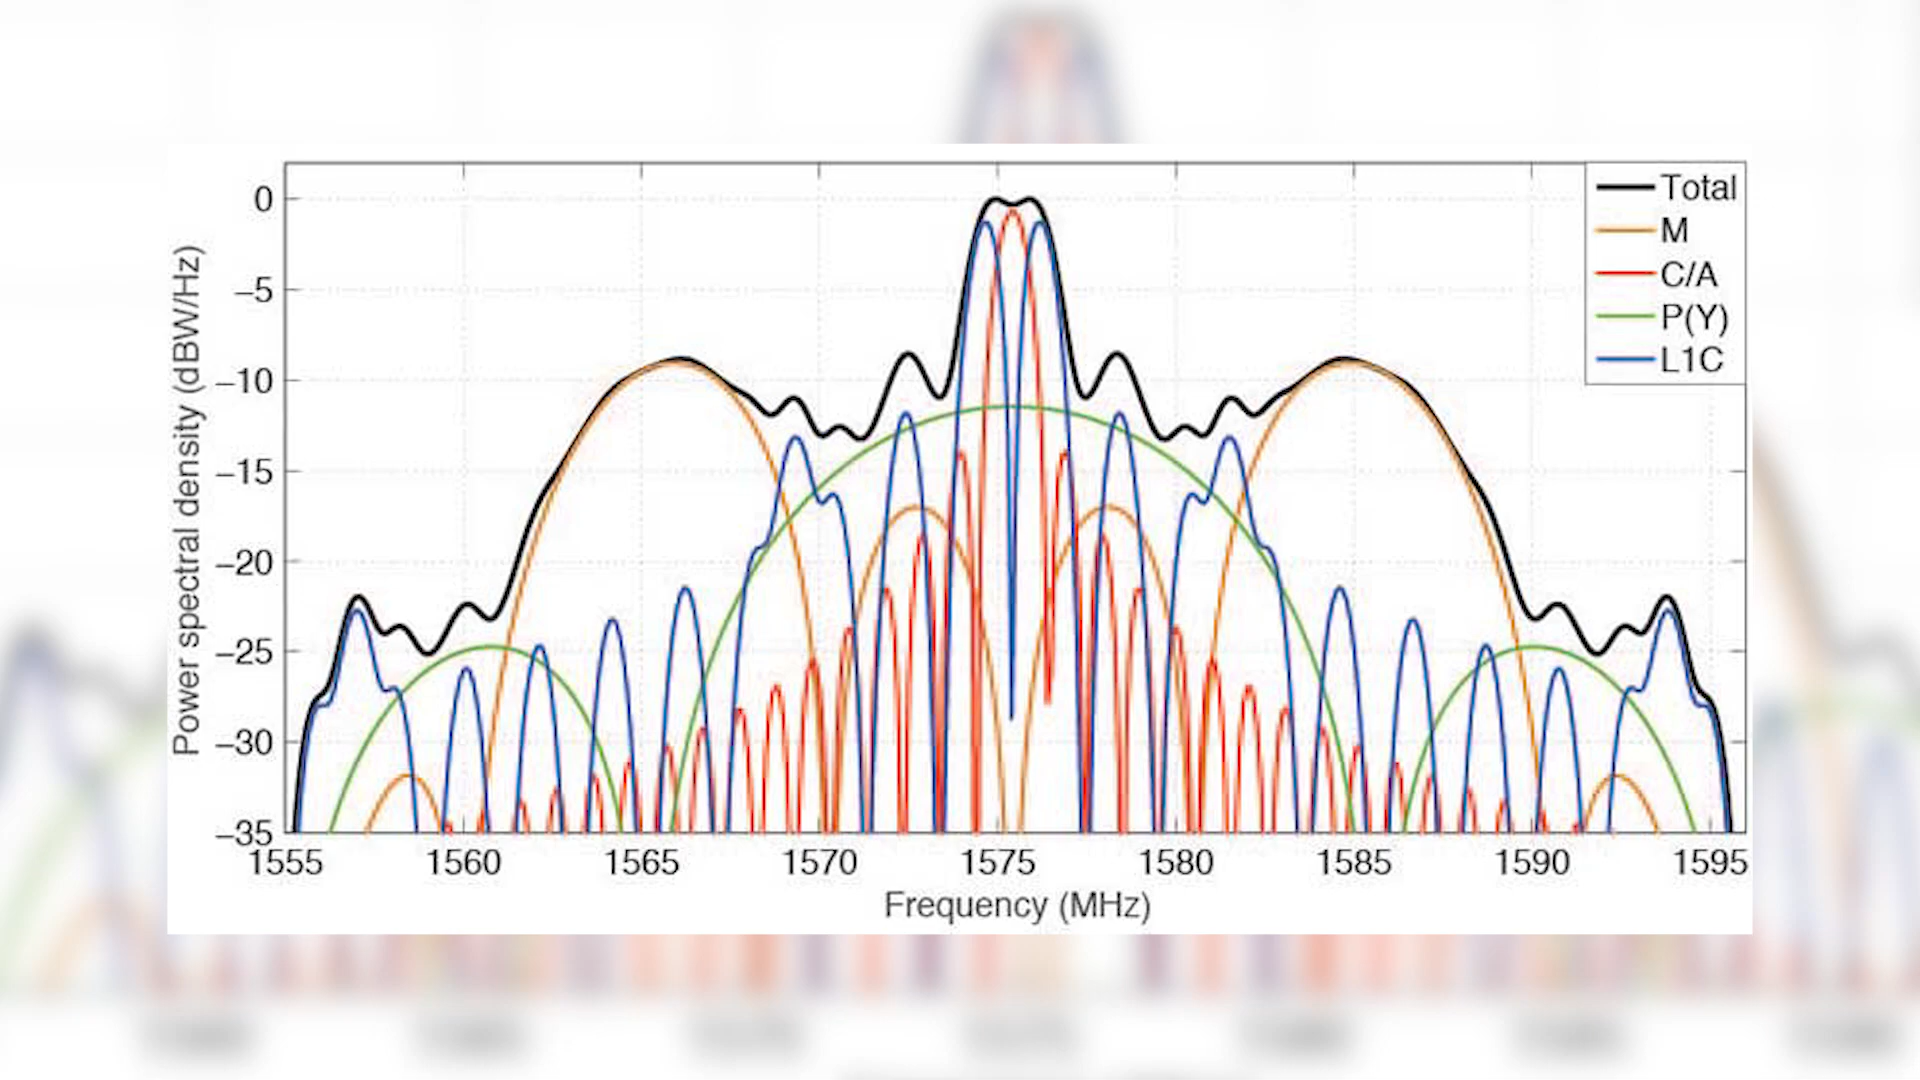 Total
M
C/A
P(Y)
L1C
Power spectral density (dBW/Hz)
0
−5
−10
−15
−20
−25
−30
−35
1555 1560 1565 1570 1575 1580 1585 1590 1595
Frequency (MHz)